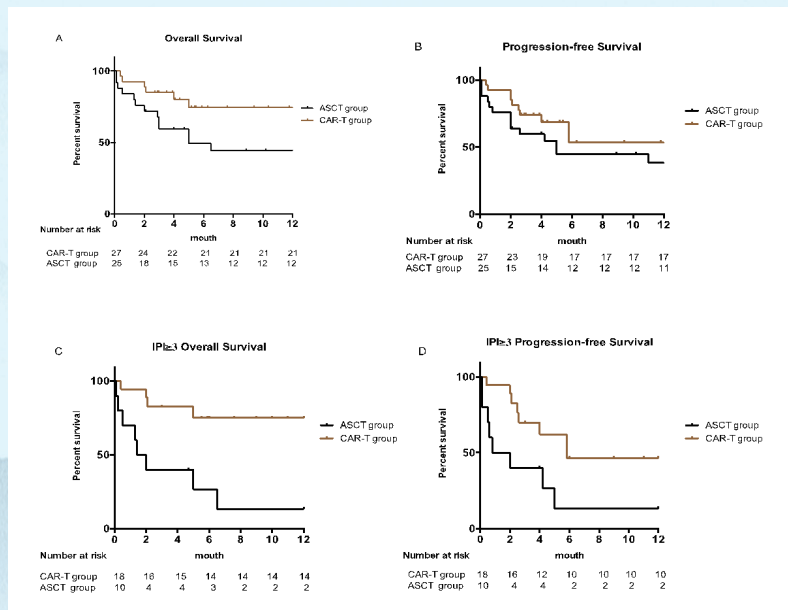 A
Overall Survival
Percent survival
100
50
0
0 2 4 6 8 10 12
mouth
ASCT group
CAR-T group
Number at risk
CAR-T group 27 24 22 21 21 21 21
ASCT group 25 18 15 13 12 12 12
B
Progression-free Survival
Percent survival
100
50
0
0 2 4 6 8 10 12
mouth
ASCT group
CAR-T group
Number at risk
CAR-T group 27 23 19 17 17 17 17
ASCT group 25 15 14 12 12 12 11
C
IPI≥3 Overall Survival
Percent survival
100
50
0
0 2 4 6 8 10 12
mouth
ASCT group
CAR-T group
Number at risk
CAR-T group 18 16 15 14 14 14 14
ASCT group 10 4 4 3 2 2 2
D
IPI≥3 Progression-free Survival
Percent survival
100
50
0
0 2 4 6 8 10 12
mouth
ASCT group
CAR-T group
Number at risk
CAR-T group 18 16 12 10 10 10 10
ASCT group 10 4 4 2 2 2 2